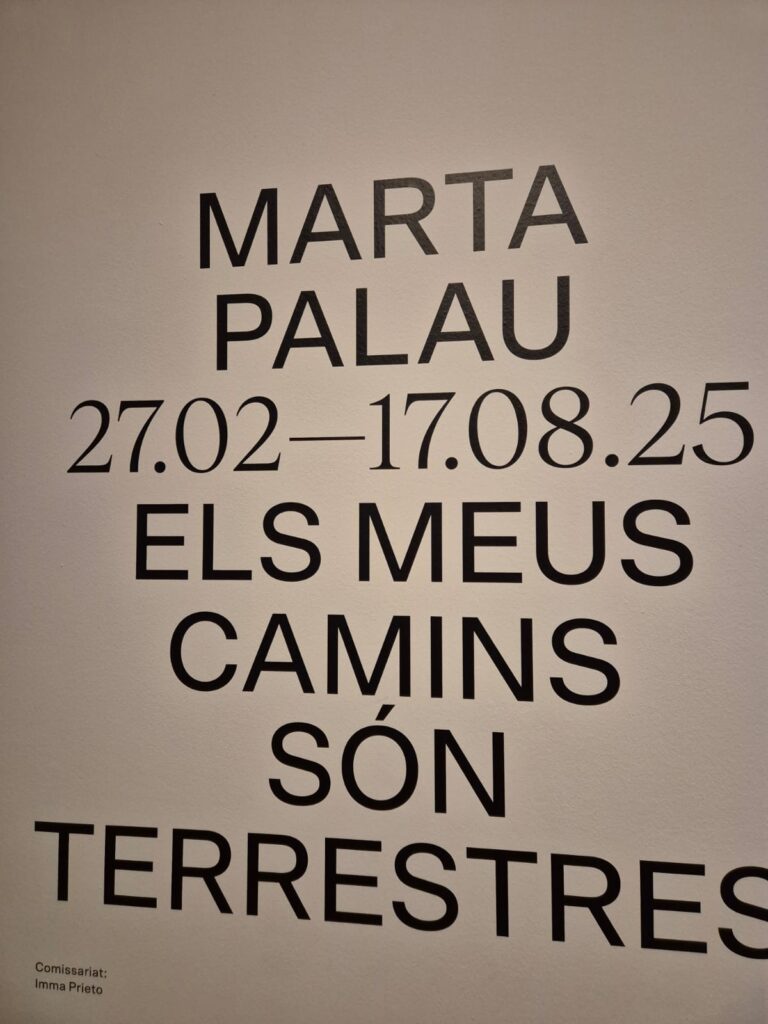 MARTA
PALAU
27.02—17.08.25
ELS MEUS
CAMINS
SÓN
TERRESTRES
Comissariat:
Imma Prieto